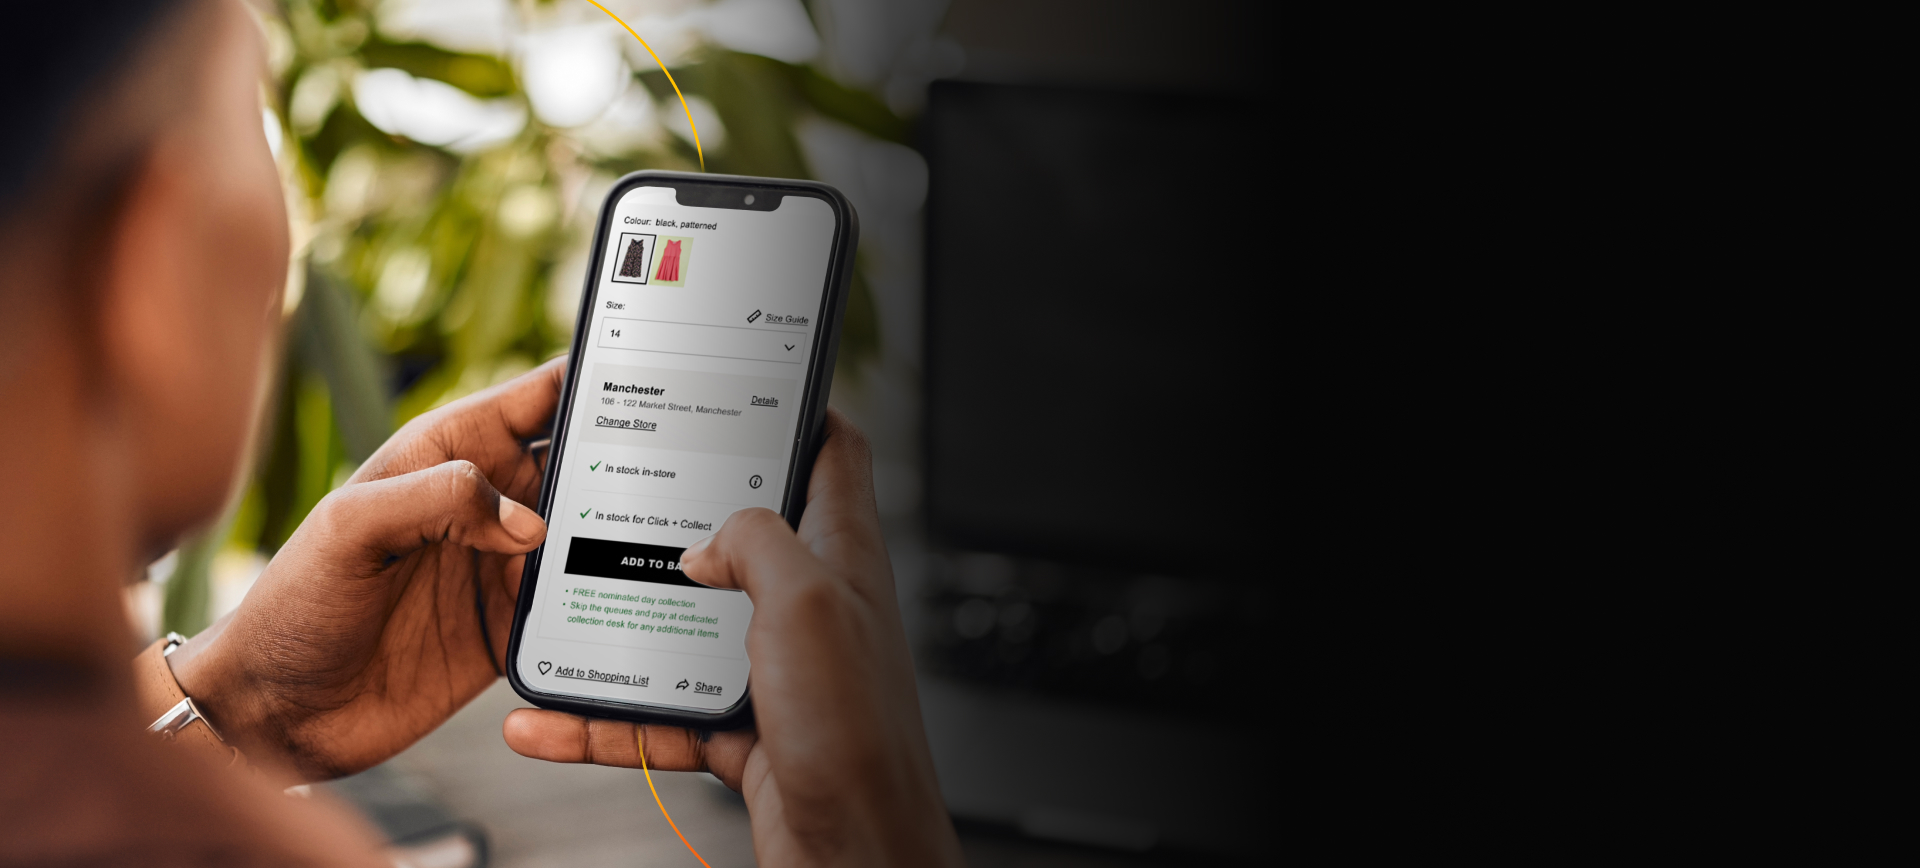 Colour: black, patterned
Size:
Size Guide
14
Manchester
Details
106 - 122 Market Street, Manchester
Change Store
In stock in-store
In stock for Click + Collect
ADD TO BA
• FREE nominated day collection
• Skip the queues and pay at dedicated
collection desk for any additional items
Add to Shopping List
Share